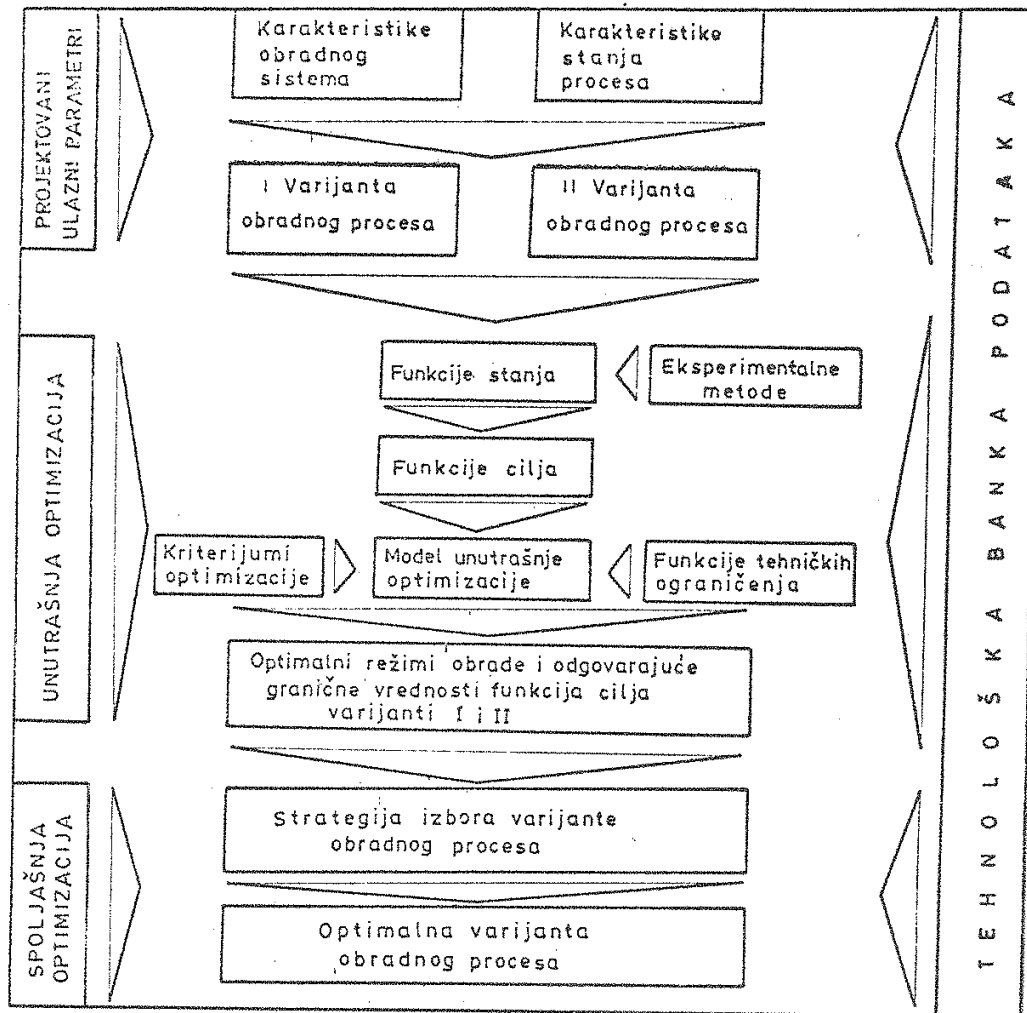 PROJEKTOVANI
ULAZNI PARAMETRI
Karakteristike
obradnog
sistema
Karakteristike
stanja
procesa
I Varijanta
obradnog procesa
II Varijanta
obradnog procesa
UNUTRAŠNJA OPTIMIZACIJA
Funkcije stanja
Eksperimentalne
metode
Funkcije cilja
Kriterijumi
optimizacije
Model unutrašnje
optimizacije
Funkcije tehničkih
ograničenja
Optimalni režimi obrade i odgovarajuće
granične vrednosti funkcija cilja
varijanti I i II
SPOLJAŠNJA
OPTIMIZACIJA
Strategija izbora varijante
obradnog procesa
Optimalna varijanta
obradnog procesa
TEHNOLOŠKA BANKA PODATAKA